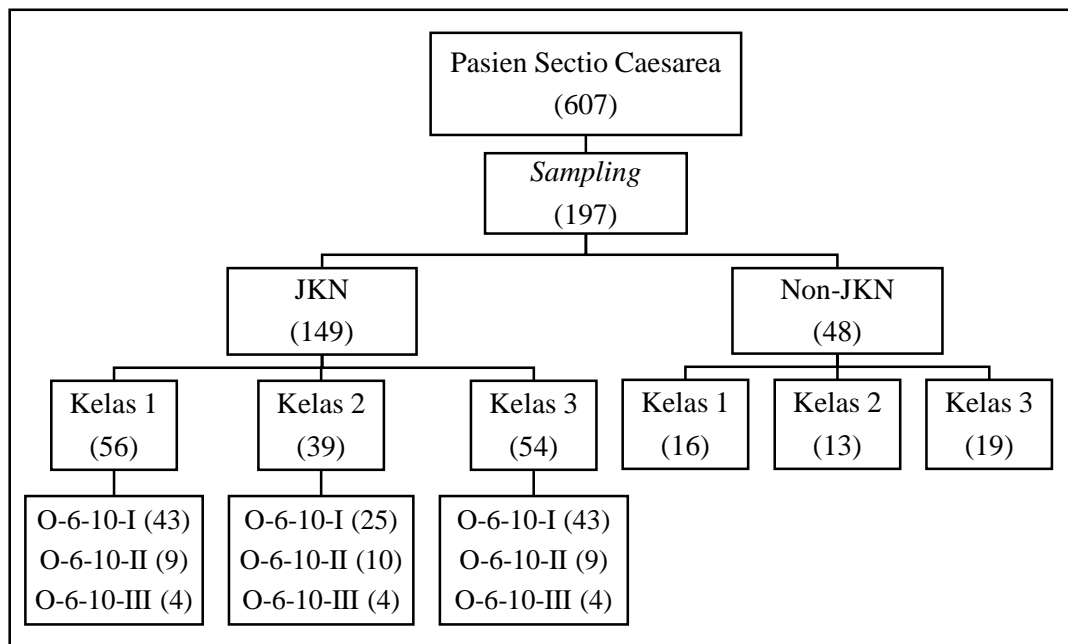 Pasien Sectio Caesarea
(607)
Sampling
(197)
JKN
(149)
Non-JKN
(48)
Kelas 1
(56)
Kelas 2
(39)
Kelas 3
(54)
Kelas 1
(16)
Kelas 2
(13)
Kelas 3
(19)
O-6-10-I (43)
O-6-10-II (9)
O-6-10-III (4)
O-6-10-I (25)
O-6-10-II (10)
O-6-10-III (4)
O-6-10-I (43)
O-6-10-II (9)
O-6-10-III (4)